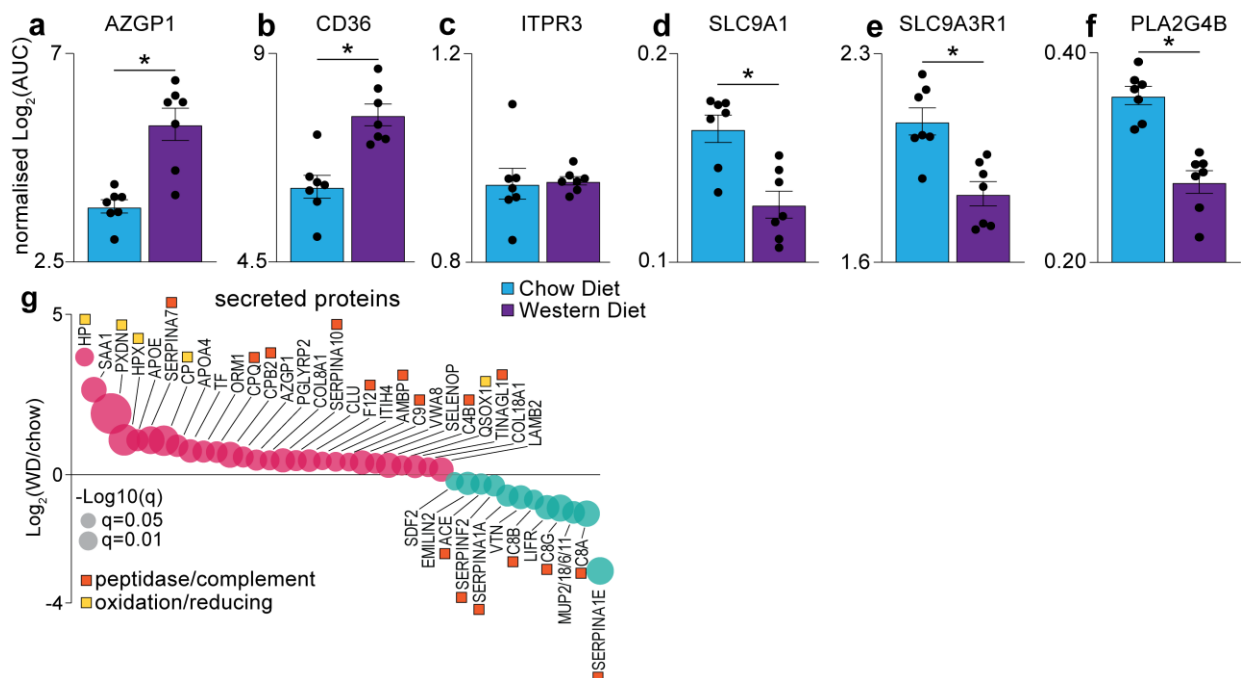 a AZGP1
b CD36
c ITPR3
d SLC9A1
e SLC9A3R1
f PLA2G4B
normalised Log2(AUC)
7
2.5
*
9
4.5
*
1.2
0.8
0.2
0.1
*
2.3
1.6
*
0.40
0.20
*
g secreted proteins
Chow Diet
Western Diet
Log2(WD/chow)
5
0
-4
HP
SAA1
PXDN
HPX
APOE
SERPINA7
CP
APOA4
TF
ORM1
CPQ
CPB2
AZGP1
PGLYRP2
COL8A1
SERPINA10
CLU
F12
ITIH4
AMBP
C9
VWA8
SELENOP
C4B
QSOX1
TINAGL1
COL18A1
LAMB2
-Log10(q)
q=0.05
q=0.01
peptidase/complement
oxidation/reducing
SDF2
EMILIN2
ACE
SERPINF2
SERPINA1A
VTN
C8B
LIFR
C8G
MUP2/18/6/11
C8A
SERPINA1E